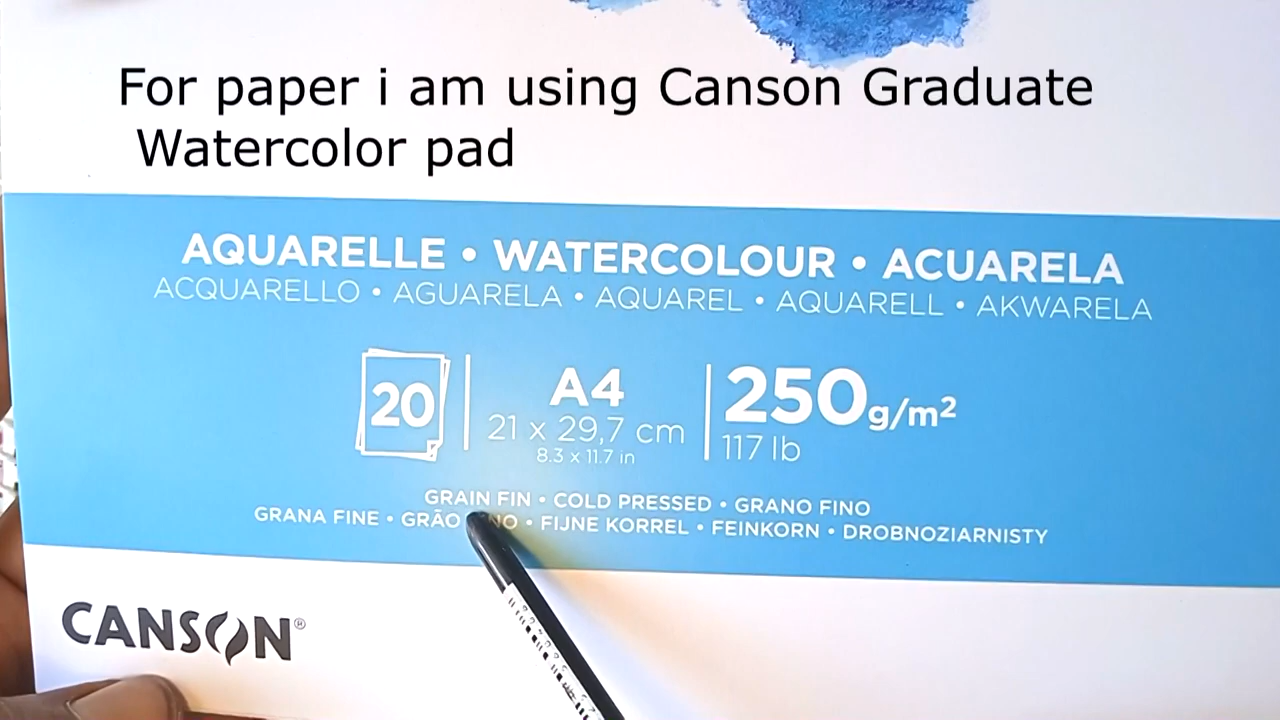 For paper i am using Canson Graduate
Watercolor pad
AQUARELLE • WATERCOLOUR • ACUARELA
ACQUARELLO • AGUARELA • AQUAREL • AQUARELL • AKWARELA
20
A4
21 x 29,7 cm
8.3 x 11.7 in
250g/m²
117 lb
GRAIN FIN • COLD PRESSED • GRANO FINO
GRANA FINE • GRÃO • FIJNE KORREL • FEINKORN • DROBNOZIARNISTY
CANSON®